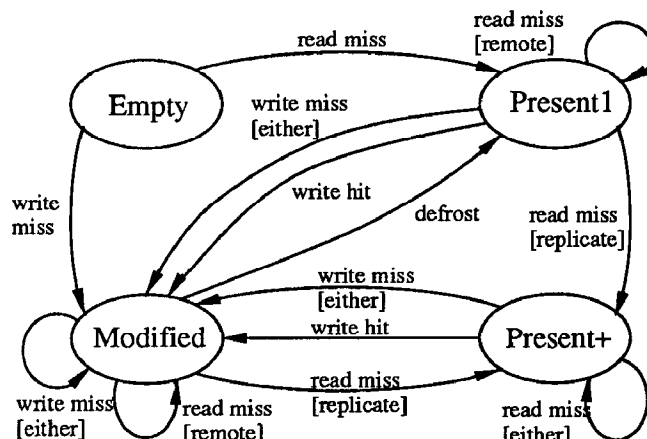 read miss
read miss
[remote]
Empty
Present1
write miss
[either]
write hit
defrost
write
miss
read miss
[replicate]
write miss
[either]
write hit
Modified
Present+
read miss
[replicate]
write miss
[either]
read miss
[remote]
read miss
[either]